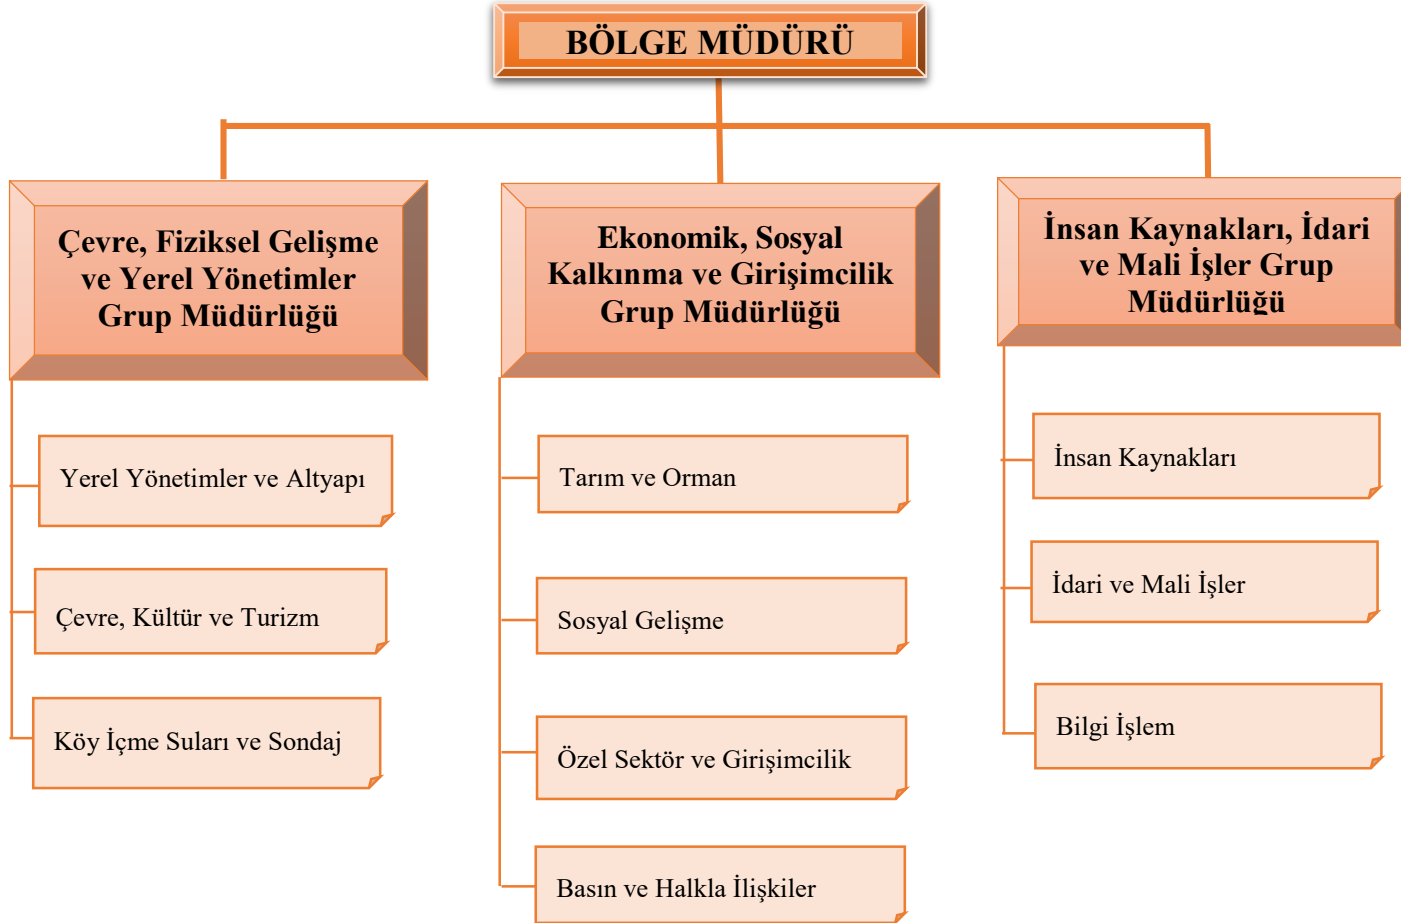 BÖLGE MÜDÜRÜ
Çevre, Fiziksel Gelişme
ve Yerel Yönetimler
Grup Müdürlüğü
Ekonomik, Sosyal
Kalkınma ve Girişimcilik
Grup Müdürlüğü
İnsan Kaynakları, İdari
ve Mali İşler Grup
Müdürlüğü
Yerel Yönetimler ve Altyapı
Çevre, Kültür ve Turizm
Köy İçme Suları ve Sondaj
Tarım ve Orman
Sosyal Gelişme
Özel Sektör ve Girişimcilik
Basın ve Halkla İlişkiler
İnsan Kaynakları
İdari ve Mali İşler
Bilgi İşlem